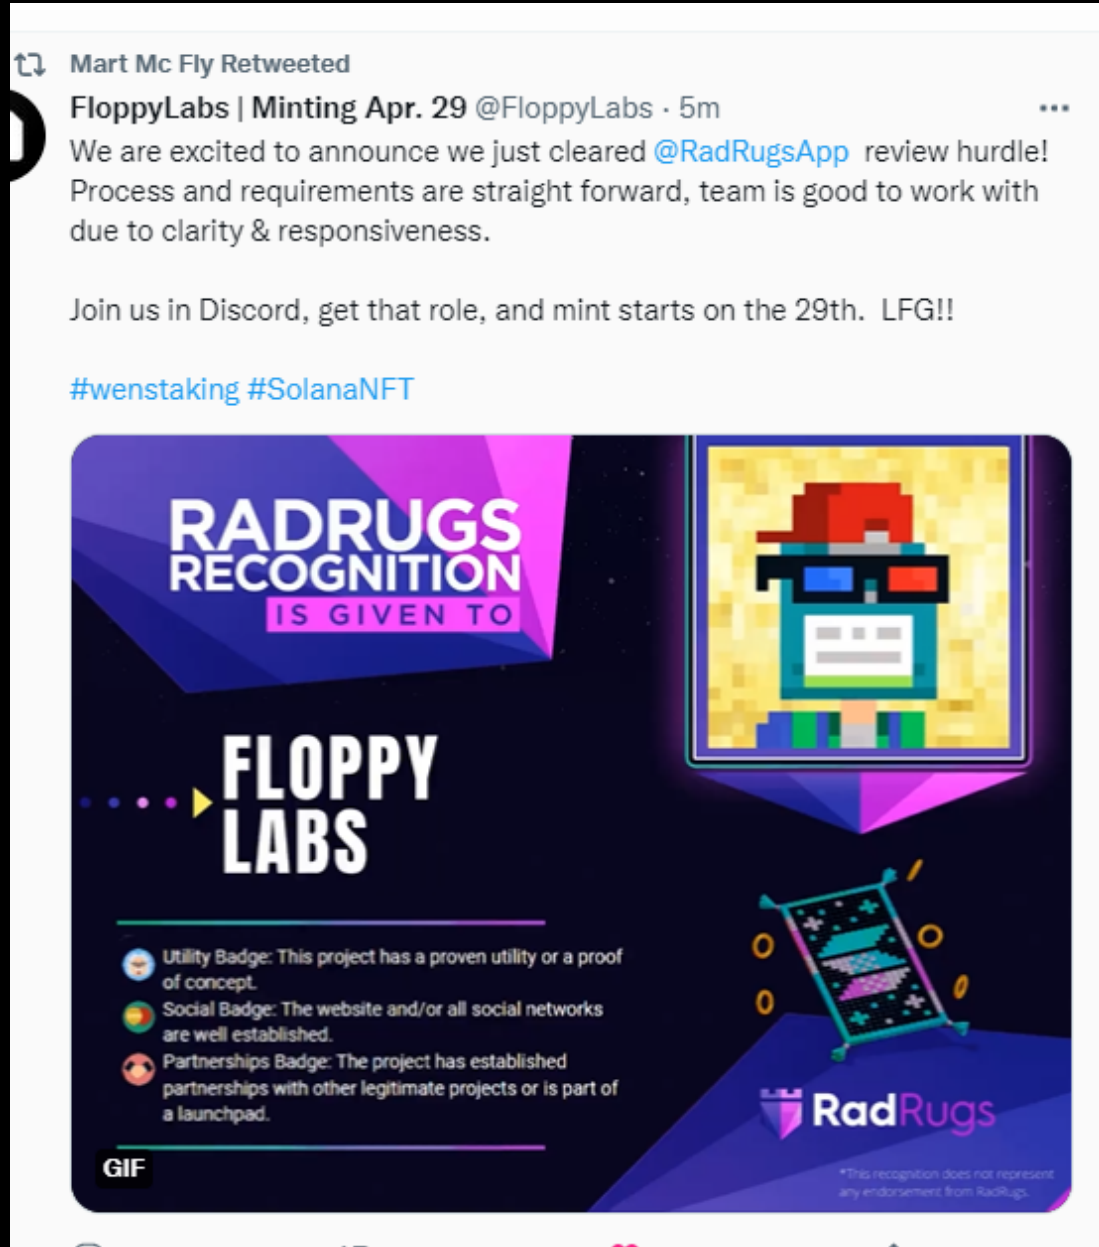 Mart Mc Fly Retweeted
FloppyLabs | Minting Apr. 29 @FloppyLabs · 5m
We are excited to announce we just cleared @RadRugsApp review hurdle!
Process and requirements are straight forward, team is good to work with
due to clarity & responsiveness.
Join us in Discord, get that role, and mint starts on the 29th. LFG!!
#wenstaking #SolanaNFT
RADRUGS
RECOGNITION
IS GIVEN TO
FLOPPY
LABS
Utility Badge: This project has a proven utility or a proof
of concept.
Social Badge: The website and/or all social networks
are well established.
Partnerships Badge: The project has established
partnerships with other legitimate projects or is part of
a launchpad.
RadRugs
*This recognition does not represent
any endorsement from RadRugs.
GIF